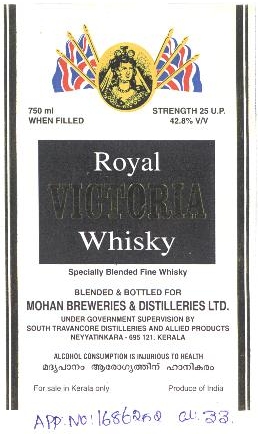 750 ml
WHEN FILLED
STRENGTH 25 U.P.
42.8% V/V
Royal
VICTORIA
Whisky
Specially Blended Fine Whisky
BLENDED & BOTTLED FOR
MOHAN BREWERIES & DISTILLERIES LTD.
UNDER GOVERNMENT SUPERVISION BY
SOUTH TRAVANCORE DISTILLERIES AND ALLIED PRODUCTS
NEYYATINKARA - 695 121. KERALA
ALCOHOL CONSUMPTION IS INJURIOUS TO HEALTH
മദ്യപാനം ആരോഗ്യത്തിന് ഹാനികരം
For sale in Kerala only
Produce of India
APP: NO: 1686262 cl: 33.